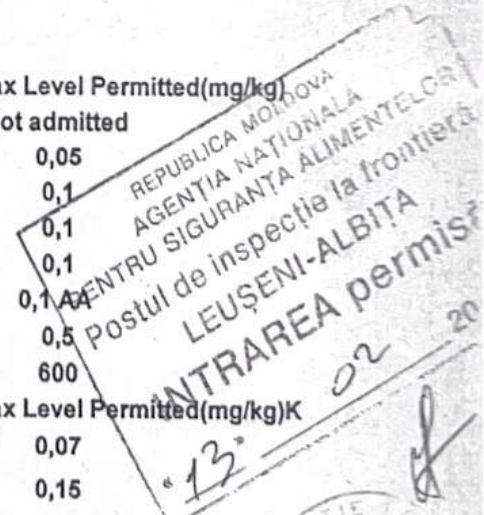 ax Level Permitted(mg/kg)
ot admitted
0,05
0,1
0,1
0,1
0,1 AA
0,5
600
ax Level Permitted(mg/kg)K
0,07
0,15
REPUBLICA MOLDOVA
AGENȚIA NAȚIONALĂ
PENTRU SIGURANȚA ALIMENTELOR
Postul de inspecție la frontieră
LEUȘENI-ALBIȚA
INTRAREA permisă
"13" 02 20